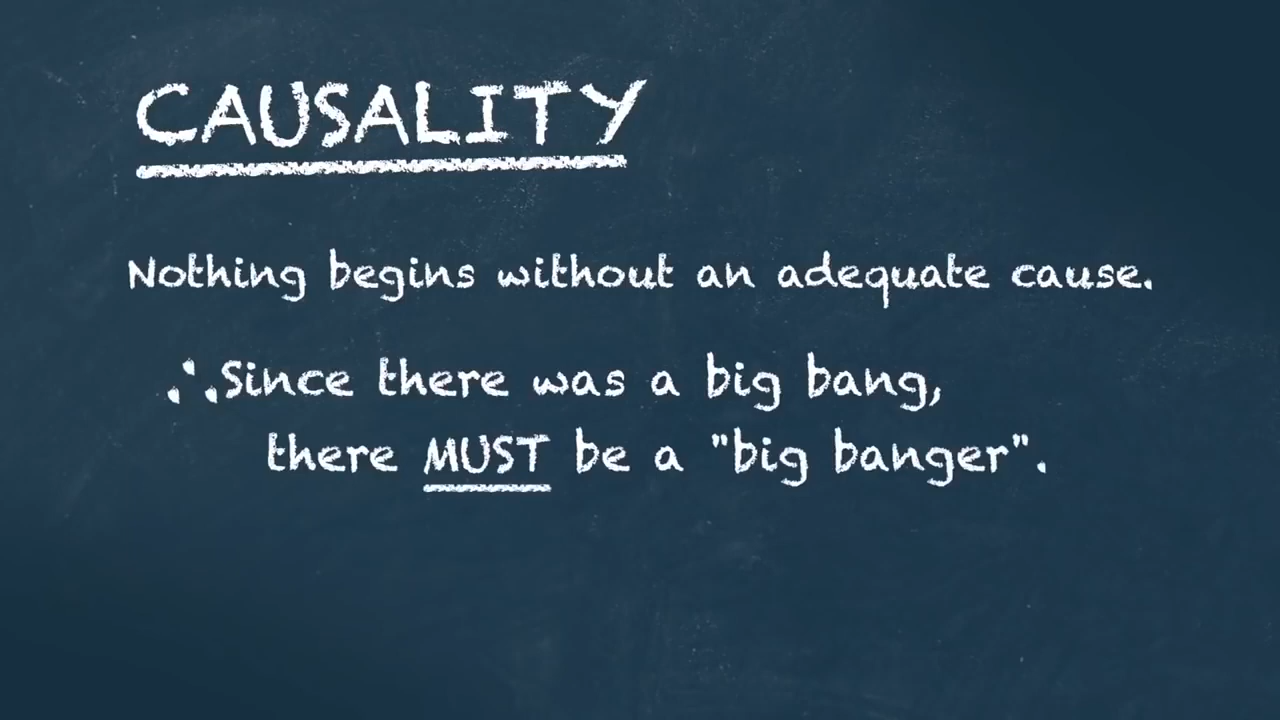 CAUSALITY
Nothing begins without an adequate cause.
∴Since there was a big bang,
there MUST be a "big banger".